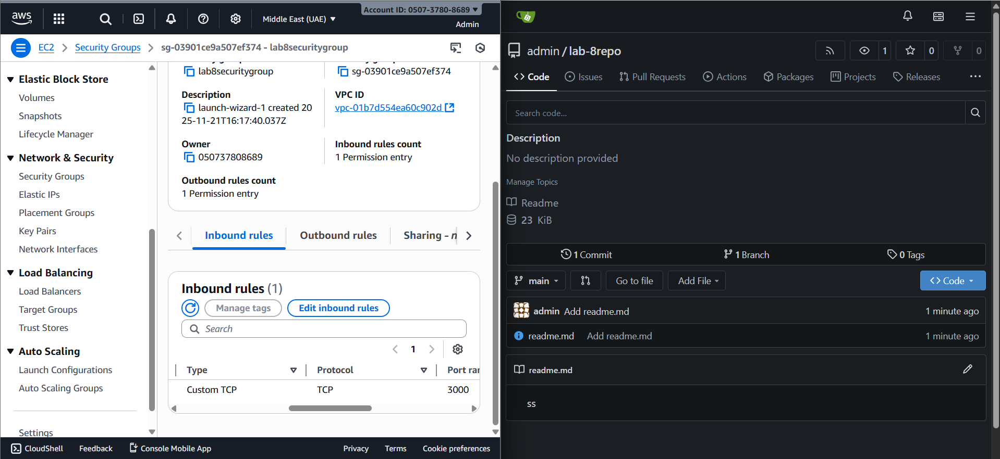 aws
Middle East (UAE)
Account ID: 0507-3780-8689
Admin
EC2
Security Groups
sg-03901ce9a507ef374 - lab8securitygroup
Elastic Block Store
Volumes
Snapshots
Lifecycle Manager
Network & Security
Security Groups
Elastic IPs
Placement Groups
Key Pairs
Network Interfaces
Load Balancing
Load Balancers
Target Groups
Trust Stores
Auto Scaling
Launch Configurations
Auto Scaling Groups
Settings
lab8securitygroup
sg-03901ce9a507ef374
Description
launch-wizard-1 created 20
25-11-21T16:17:40.037Z
VPC ID
vpc-01b7d554ea60c902d
Owner
050737808689
Inbound rules count
1 Permission entry
Outbound rules count
1 Permission entry
Inbound rules
Outbound rules
Sharing - n
Inbound rules (1)
Manage tags
Edit inbound rules
Search
1
Type
Protocol
Port ra
Custom TCP
TCP
3000
CloudShell
Feedback
Console Mobile App
Privacy
Terms
Cookie preferences
admin / lab-8repo
1
0
0
Code
Issues
Pull Requests
Actions
Packages
Projects
Releases
Search code...
Description
No description provided
Manage Topics
Readme
23 KiB
1 Commit
1 Branch
0 Tags
main
Go to file
Add File
Code
admin Add readme.md 1 minute ago
readme.md Add readme.md 1 minute ago
readme.md
ss